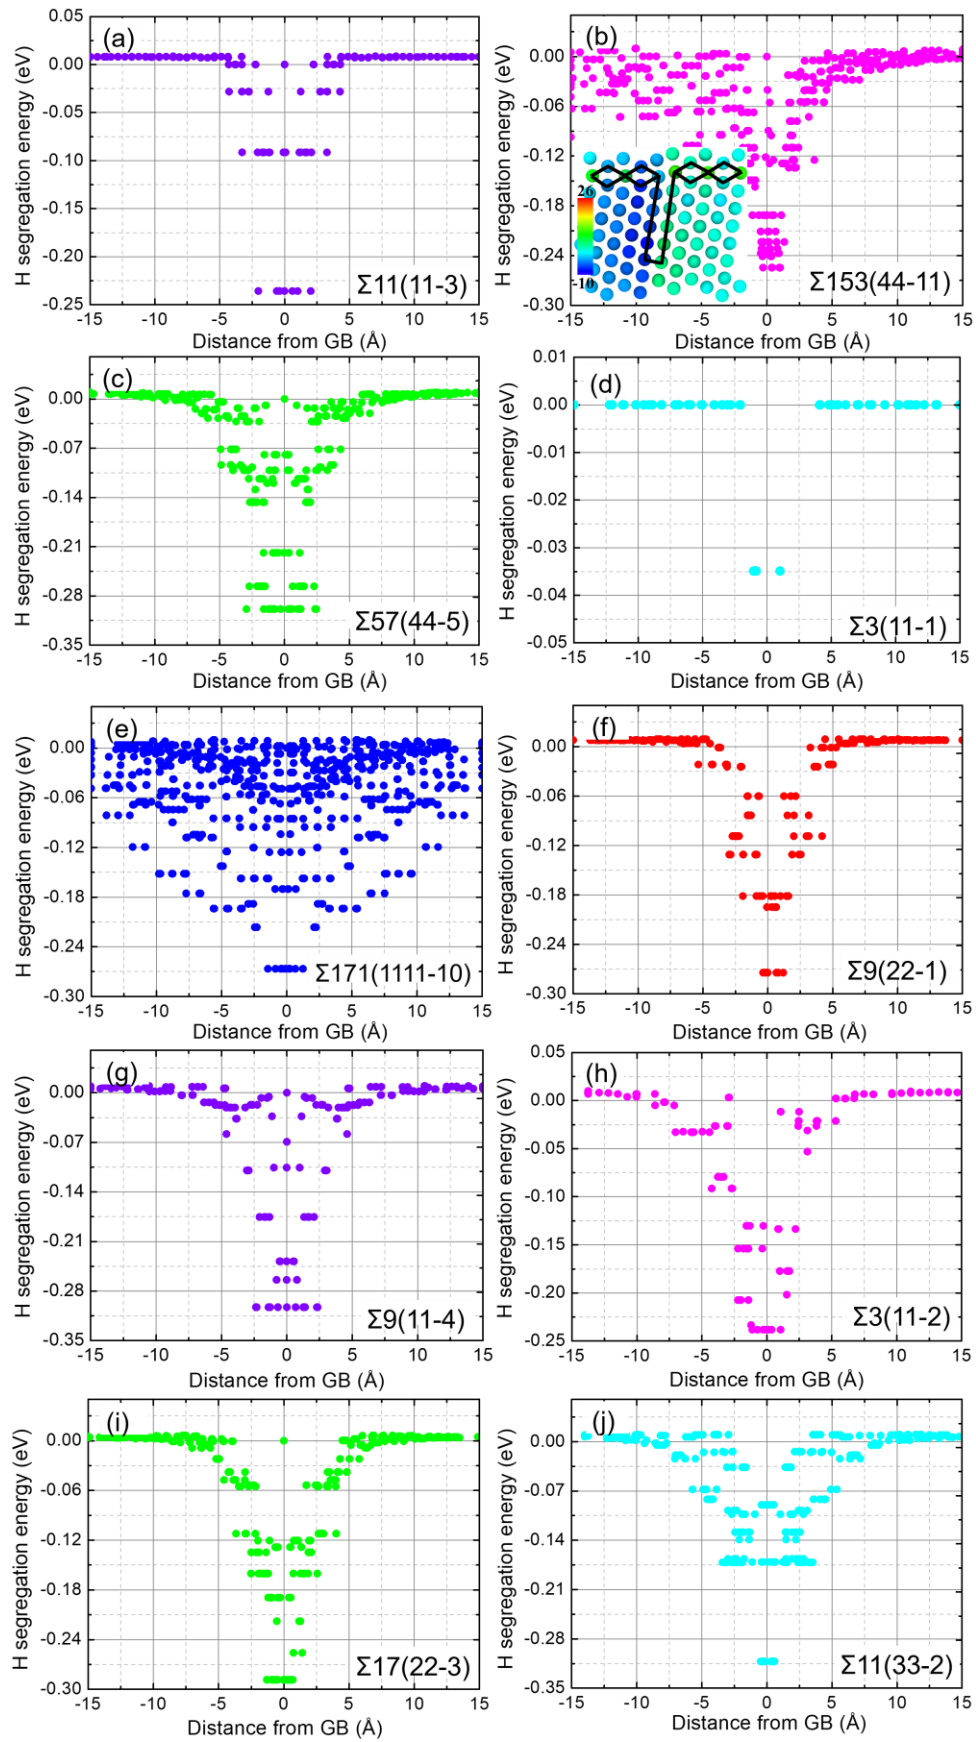 (a)
H segregation energy (eV)
0.05
0.00
-0.05
-0.10
-0.15
-0.20
-0.25
Σ11(11-3)
-15 -10 -5 0 5 10 15
Distance from GB (Å)
(b)
H segregation energy (eV)
0.00
-0.06
-0.12
-0.18
-0.24
-0.30
26
-10
Σ153(44-11)
-15 -10 -5 0 5 10 15
Distance from GB (Å)
(c)
H segregation energy (eV)
0.00
-0.07
-0.14
-0.21
-0.28
-0.35
Σ57(44-5)
-15 -10 -5 0 5 10 15
Distance from GB (Å)
(d)
H segregation energy (eV)
0.01
0.00
-0.01
-0.02
-0.03
-0.04
-0.05
Σ3(11-1)
-15 -10 -5 0 5 10 15
Distance from GB (Å)
(e)
H segregation energy (eV)
0.00
-0.06
-0.12
-0.18
-0.24
-0.30
Σ171(1111-10)
-15 -10 -5 0 5 10 15
Distance from GB (Å)
(f)
H segregation energy (eV)
0.00
-0.06
-0.12
-0.18
-0.24
-0.30
Σ9(22-1)
-15 -10 -5 0 5 10 15
Distance from GB (Å)
(g)
H segregation energy (eV)
0.00
-0.07
-0.14
-0.21
-0.28
-0.35
Σ9(11-4)
-15 -10 -5 0 5 10 15
Distance from GB (Å)
(h)
H segregation energy (eV)
0.05
0.00
-0.05
-0.10
-0.15
-0.20
-0.25
Σ3(11-2)
-15 -10 -5 0 5 10 15
Distance from GB (Å)
(i)
H segregation energy (eV)
0.00
-0.06
-0.12
-0.18
-0.24
-0.30
Σ17(22-3)
-15 -10 -5 0 5 10 15
Distance from GB (Å)
(j)
H segregation energy (eV)
0.00
-0.07
-0.14
-0.21
-0.28
-0.35
Σ11(33-2)
-15 -10 -5 0 5 10 15
Distance from GB (Å)